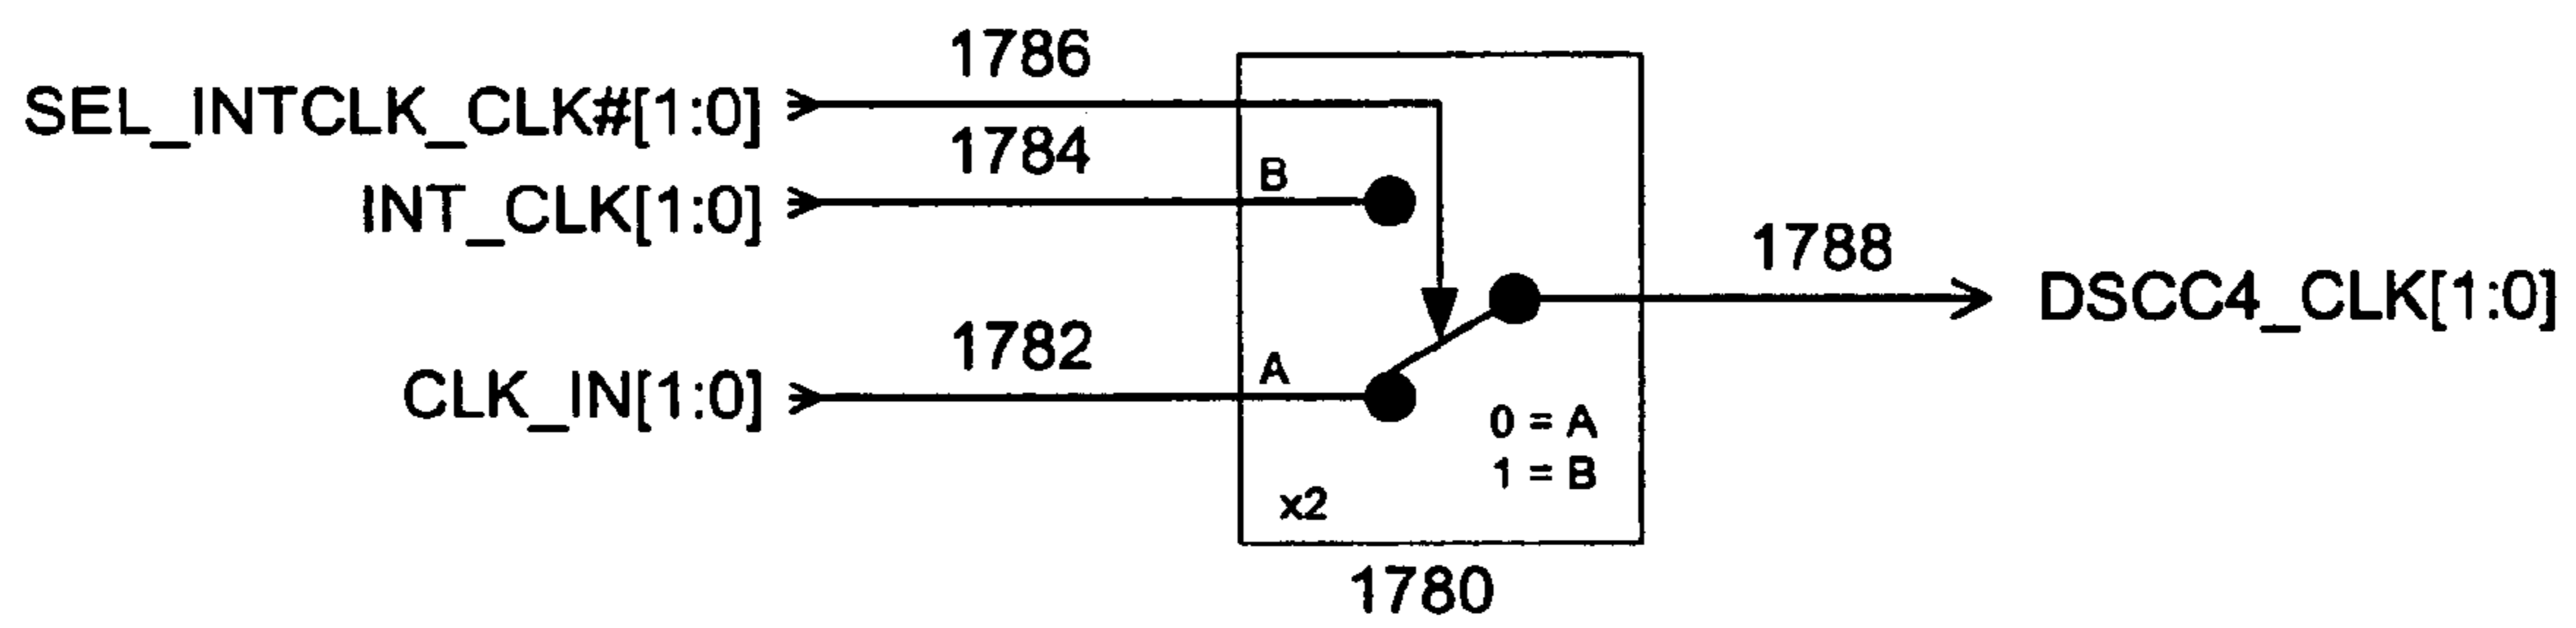 1786
SEL_INTCLK_CLK#[1:0]
1784
B
INT_CLK[1:0]
1788
DSCC4_CLK[1:0]
1782
A
CLK_IN[1:0]
0 = A
1 = B
x2
1780